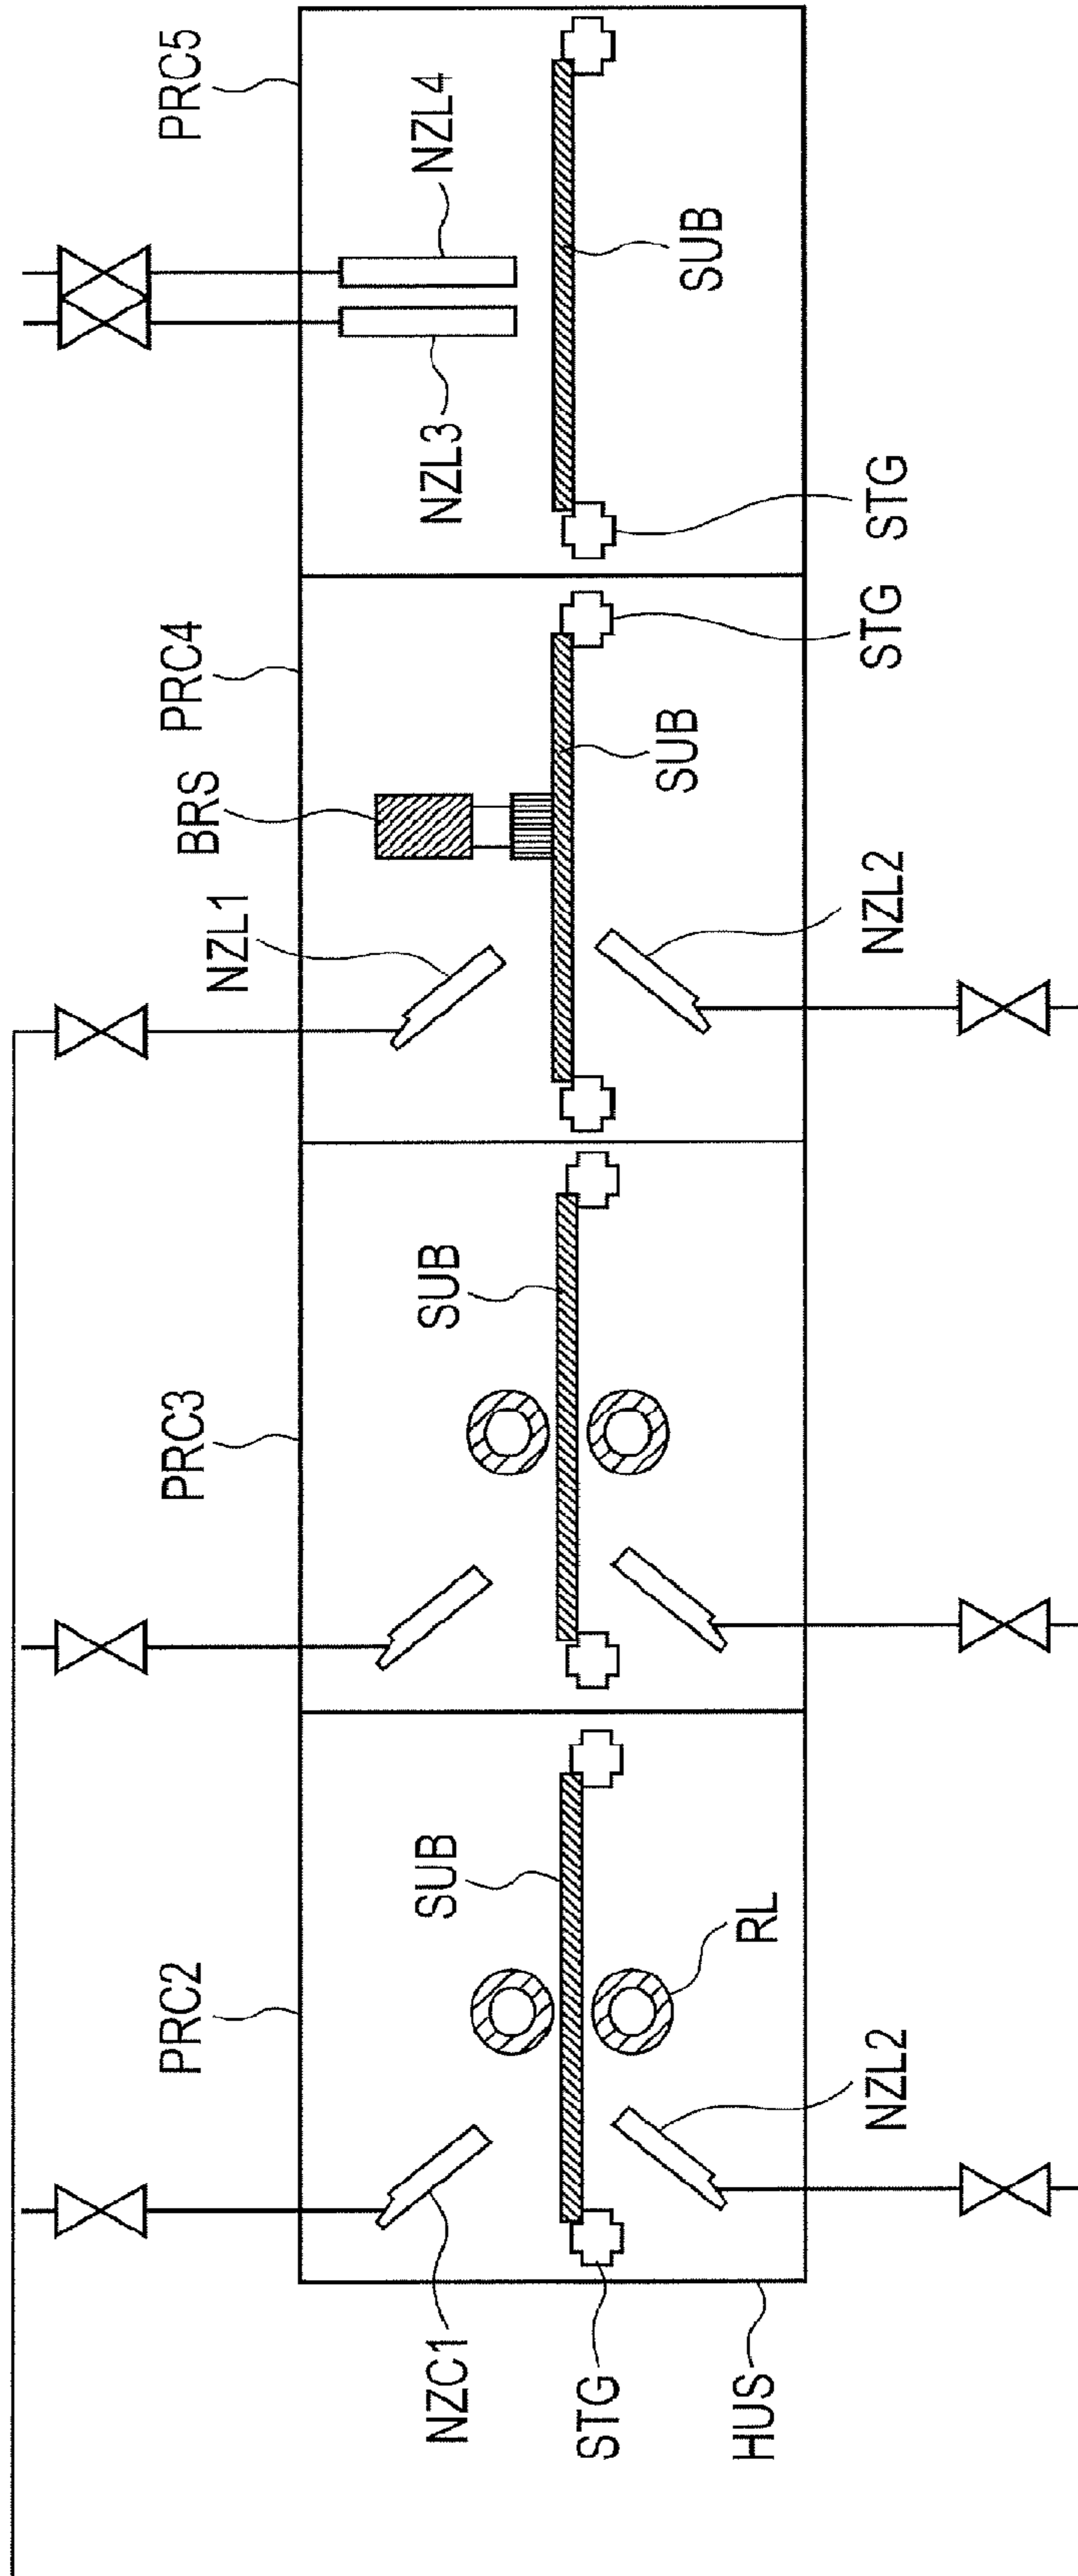 PRC2
PRC3
PRC4
PRC5
BRS
NZL1
NZC1
SUB
SUB
NZL3
NZL4
STG
SUB
SUB
HUS
RL
NZL2
NZL2
STG
STG